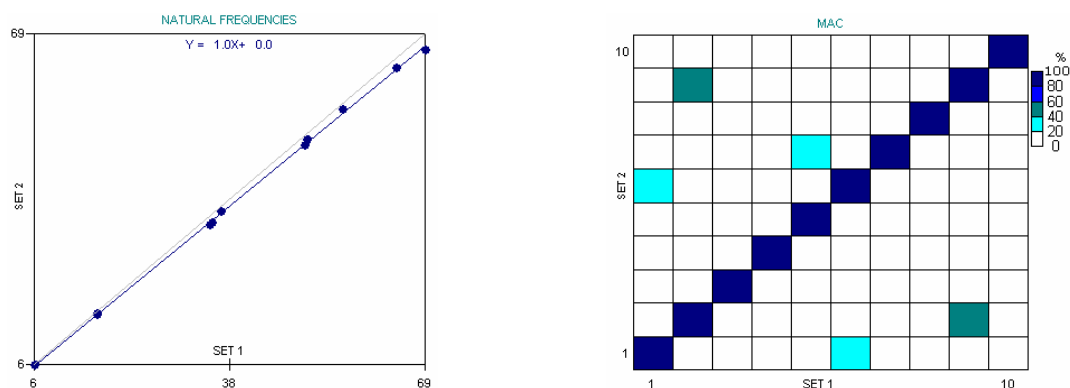 NATURAL FREQUENCIES
69
Y = 1.0X+ 0.0
SET 2
6
SET 1
6
38
69
MAC
10
SET 2
1
1
SET 1
10
%
100
80
60
40
20
0